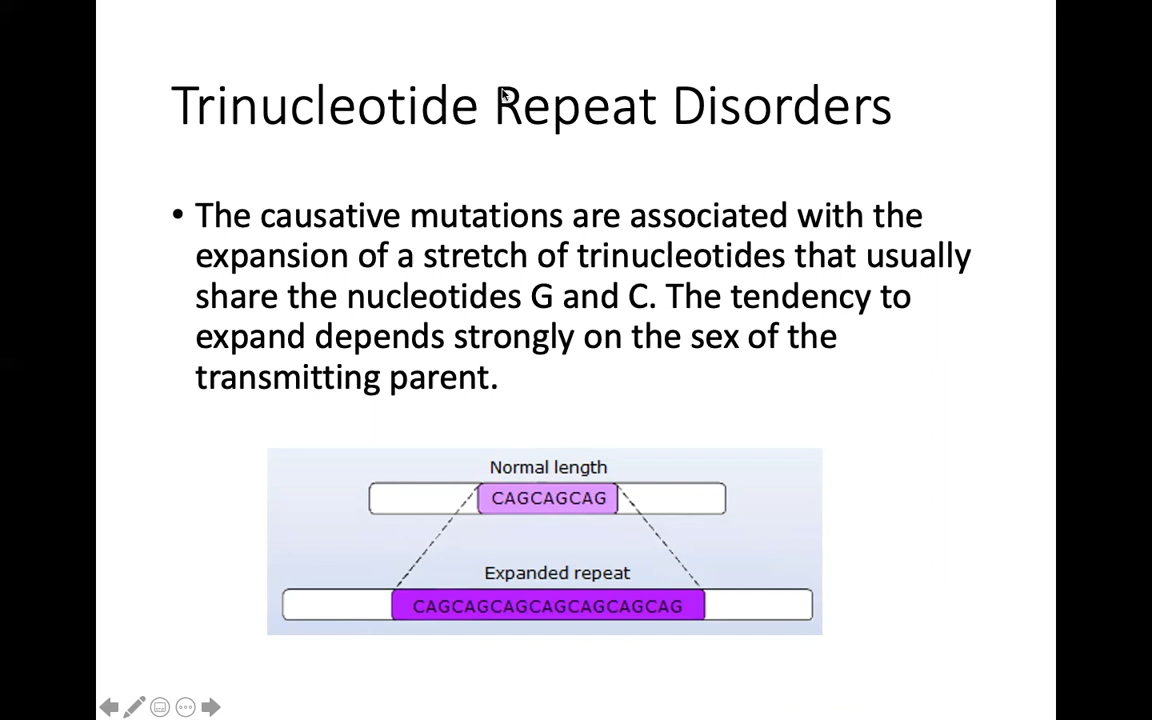 Trinucleotide Repeat Disorders
• The causative mutations are associated with the
expansion of a stretch of trinucleotides that usually
share the nucleotides G and C. The tendency to
expand depends strongly on the sex of the
transmitting parent.
Normal length
CAGCAGCAG
Expanded repeat
CAGCAGCAGCAGCAGCAGCAG